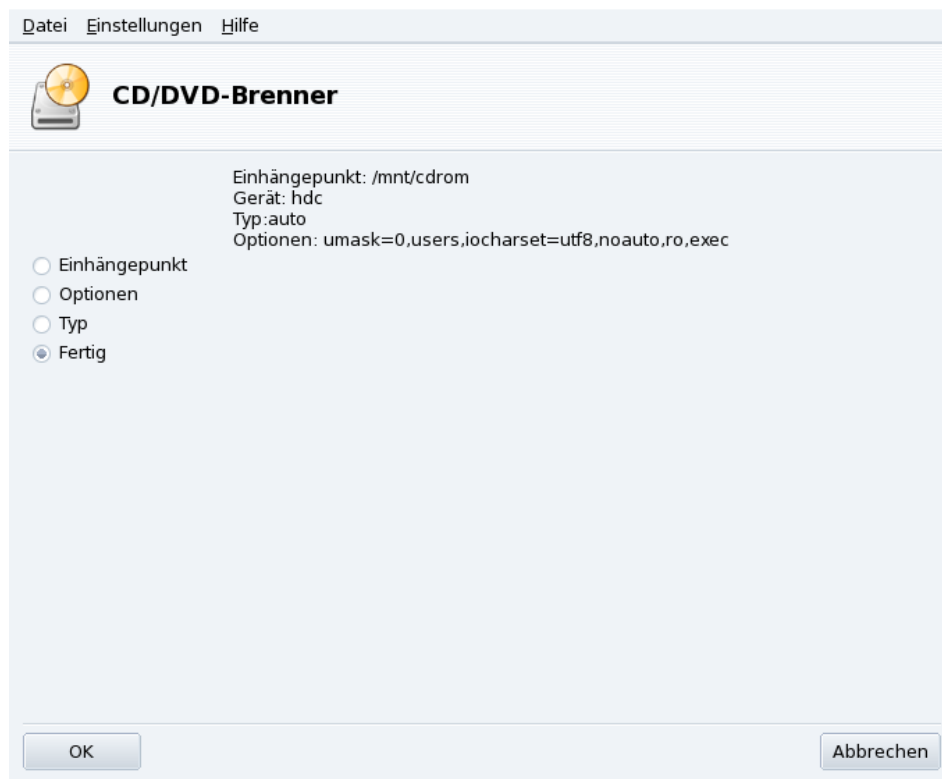 Datei Einstellungen Hilfe
CD/DVD-Brenner
Einhängepunkt: /mnt/cdrom
Gerät: hdc
Typ:auto
Optionen: umask=0,users,iocharset=utf8,noauto,ro,exec
Einhängepunkt
Optionen
Typ
Fertig
OK Abbrechen